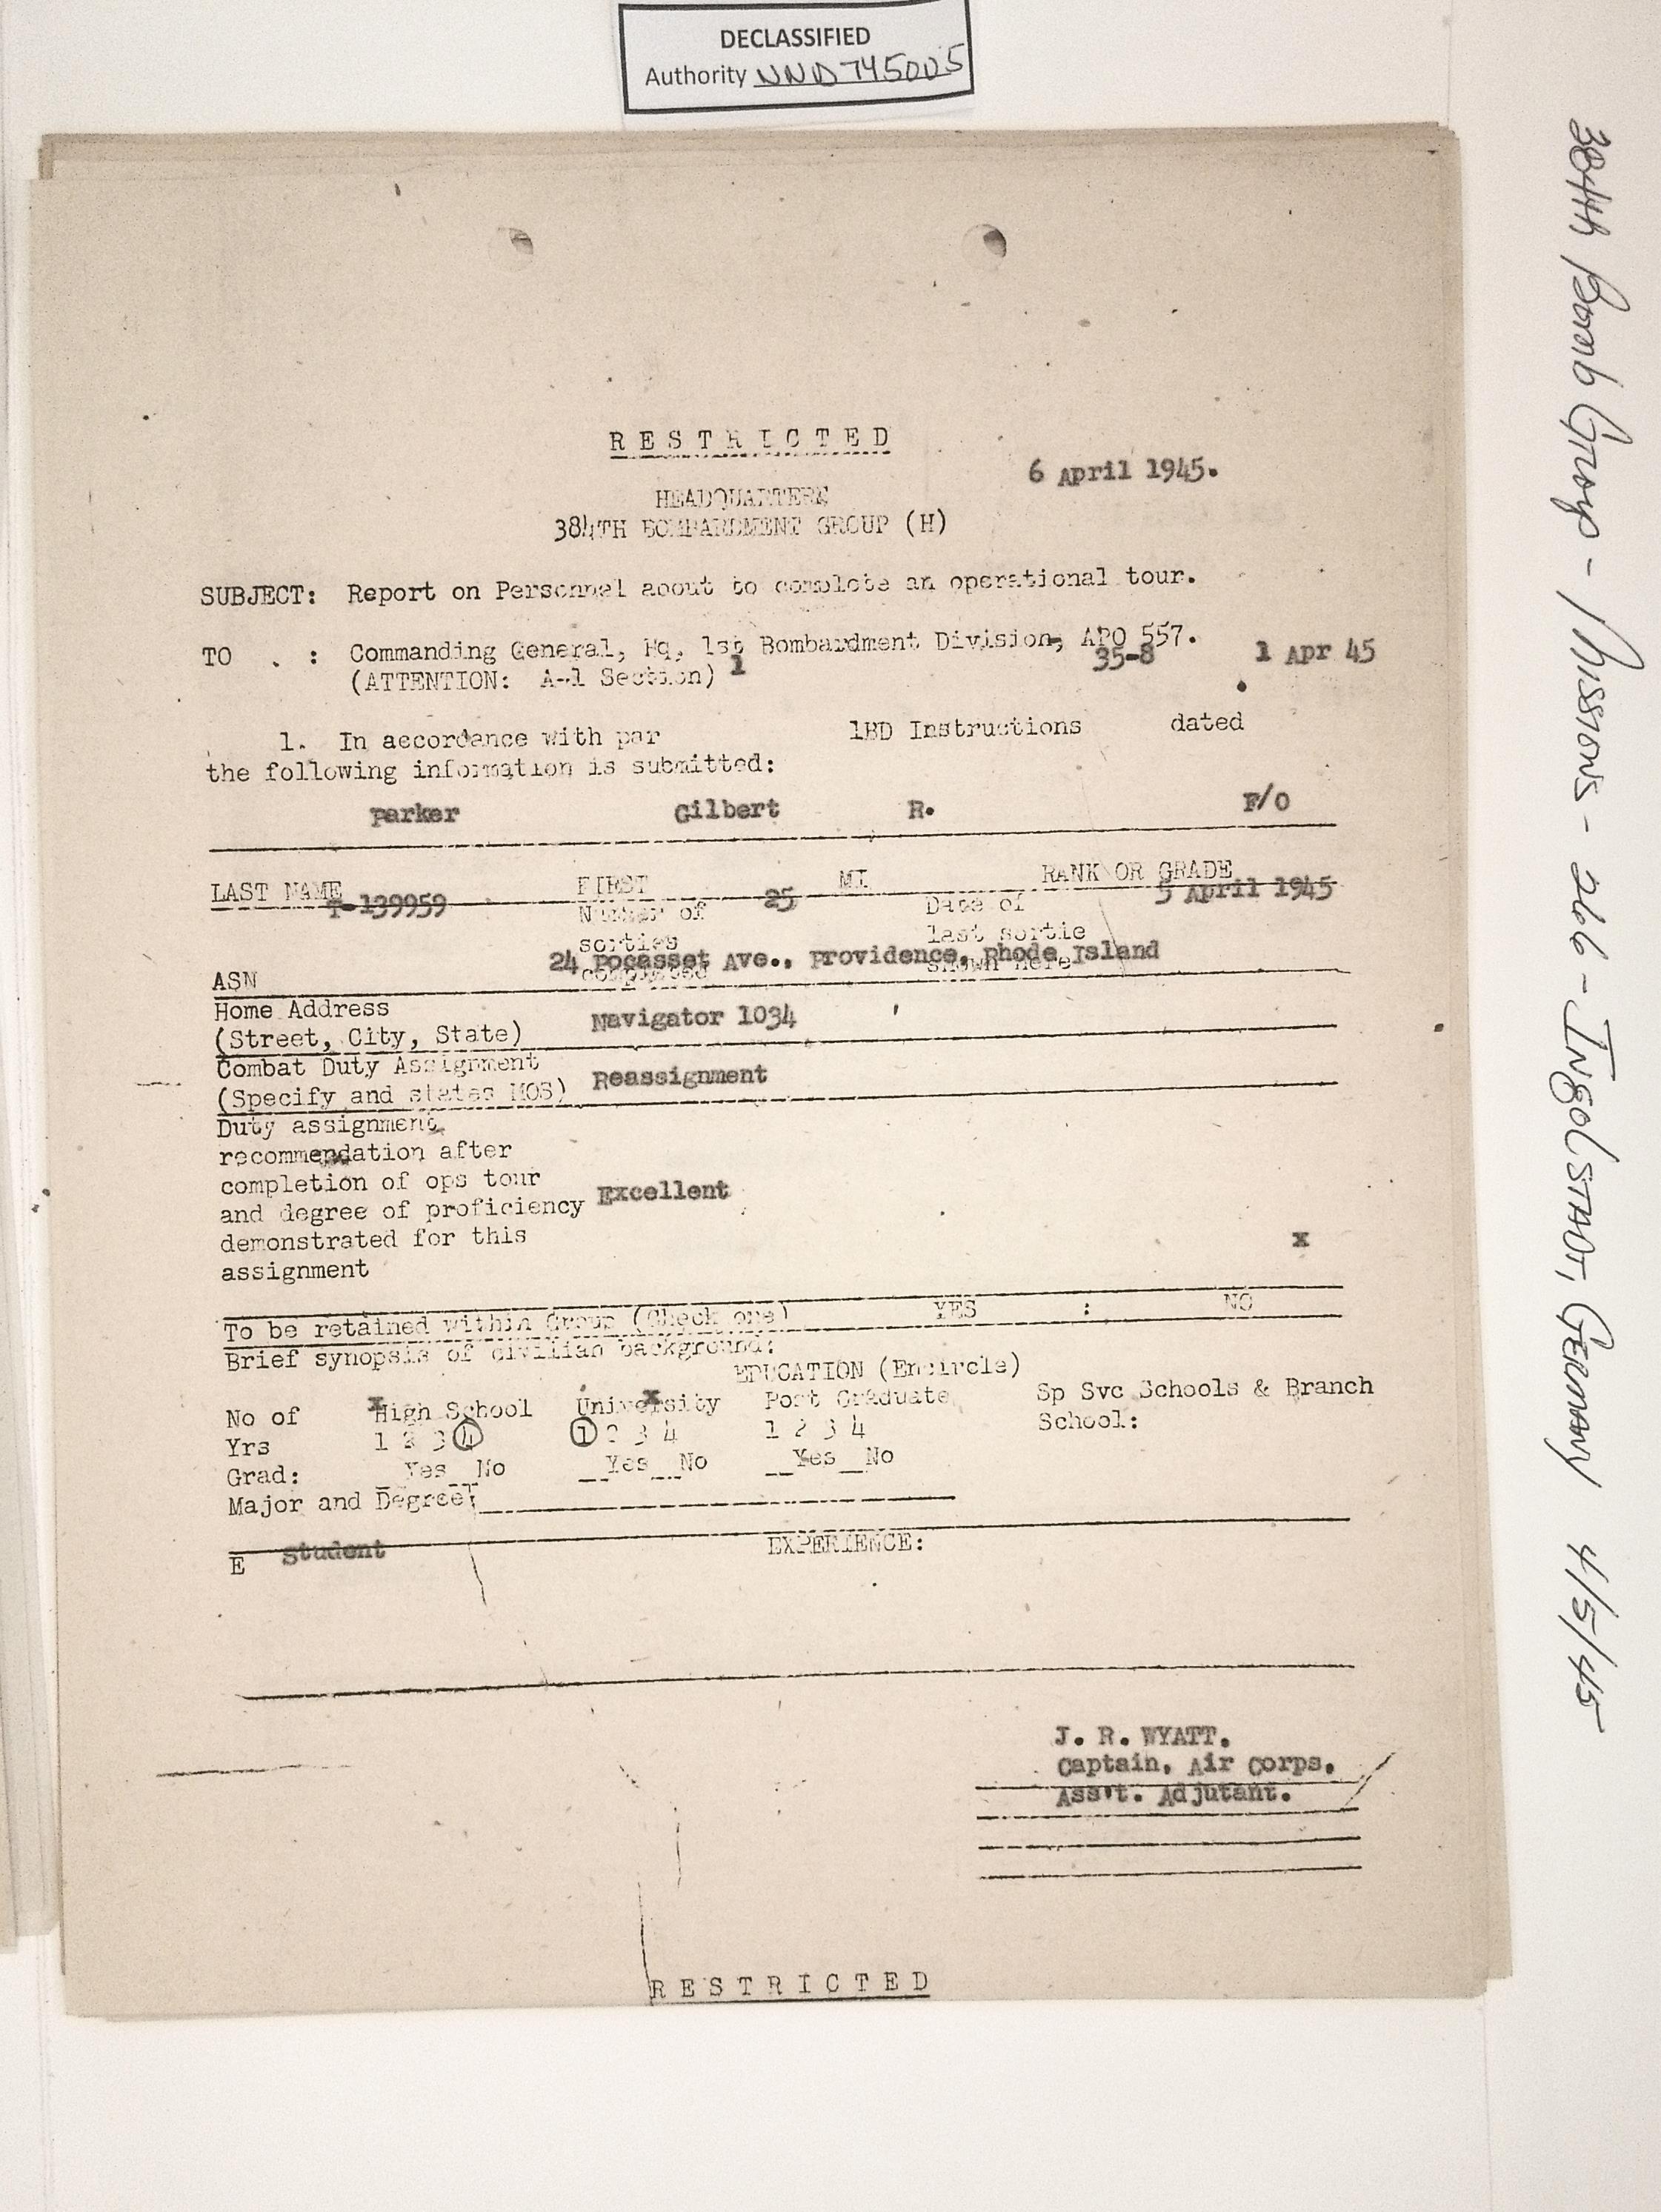 DECLASSIFIED
Authority NND 745005
R E S T R I C T E D
6 April 1945.
HEADQUARTERS
384TH BOMBARDMENT GROUP (H)
SUBJECT: Report on Personnel about to complete an operational tour.
TO . : Commanding General, Hq, 1st Bombardment Division, APO 557.
(ATTENTION: A-1 Section) 1 35-8 1 Apr 45
1. In accordance with par 1BD Instructions dated
the following information is submitted:
Parker Gilbert R. F/O
LAST NAME FIRST MI RANK OR GRADE
T-139959 Number of 25 Date of 5 April 1945
sorties last sortie
24 Pocasset Ave., Providence, Rhode Island
ASN completed shown here
Home Address
(Street, City, State) Navigator 1034
Combat Duty Assignment
(Specify and states MOS) Reassignment
Duty assignment
recommendation after
completion of ops tour
and degree of proficiency Excellent
demonstrated for this x
assignment
To be retained within Group (Check one) YES : NO
Brief synopsis of civilian background:
EDUCATION (Encircle)
x x
No of High School University Post Graduate Sp Svc Schools & Branch
Yrs 1 2 3 4 1 2 3 4 1 2 3 4 School:
Grad: __Yes__No __Yes__No __Yes__No
Major and Degree:
E student EXPERIENCE:
J. R. WYATT.
Captain, Air Corps.
Ass't. Adjutant.
R E S T R I C T E D
384th Bomb Group - Missions - 266 - INgolSTADT, GERMANY 4/5/45